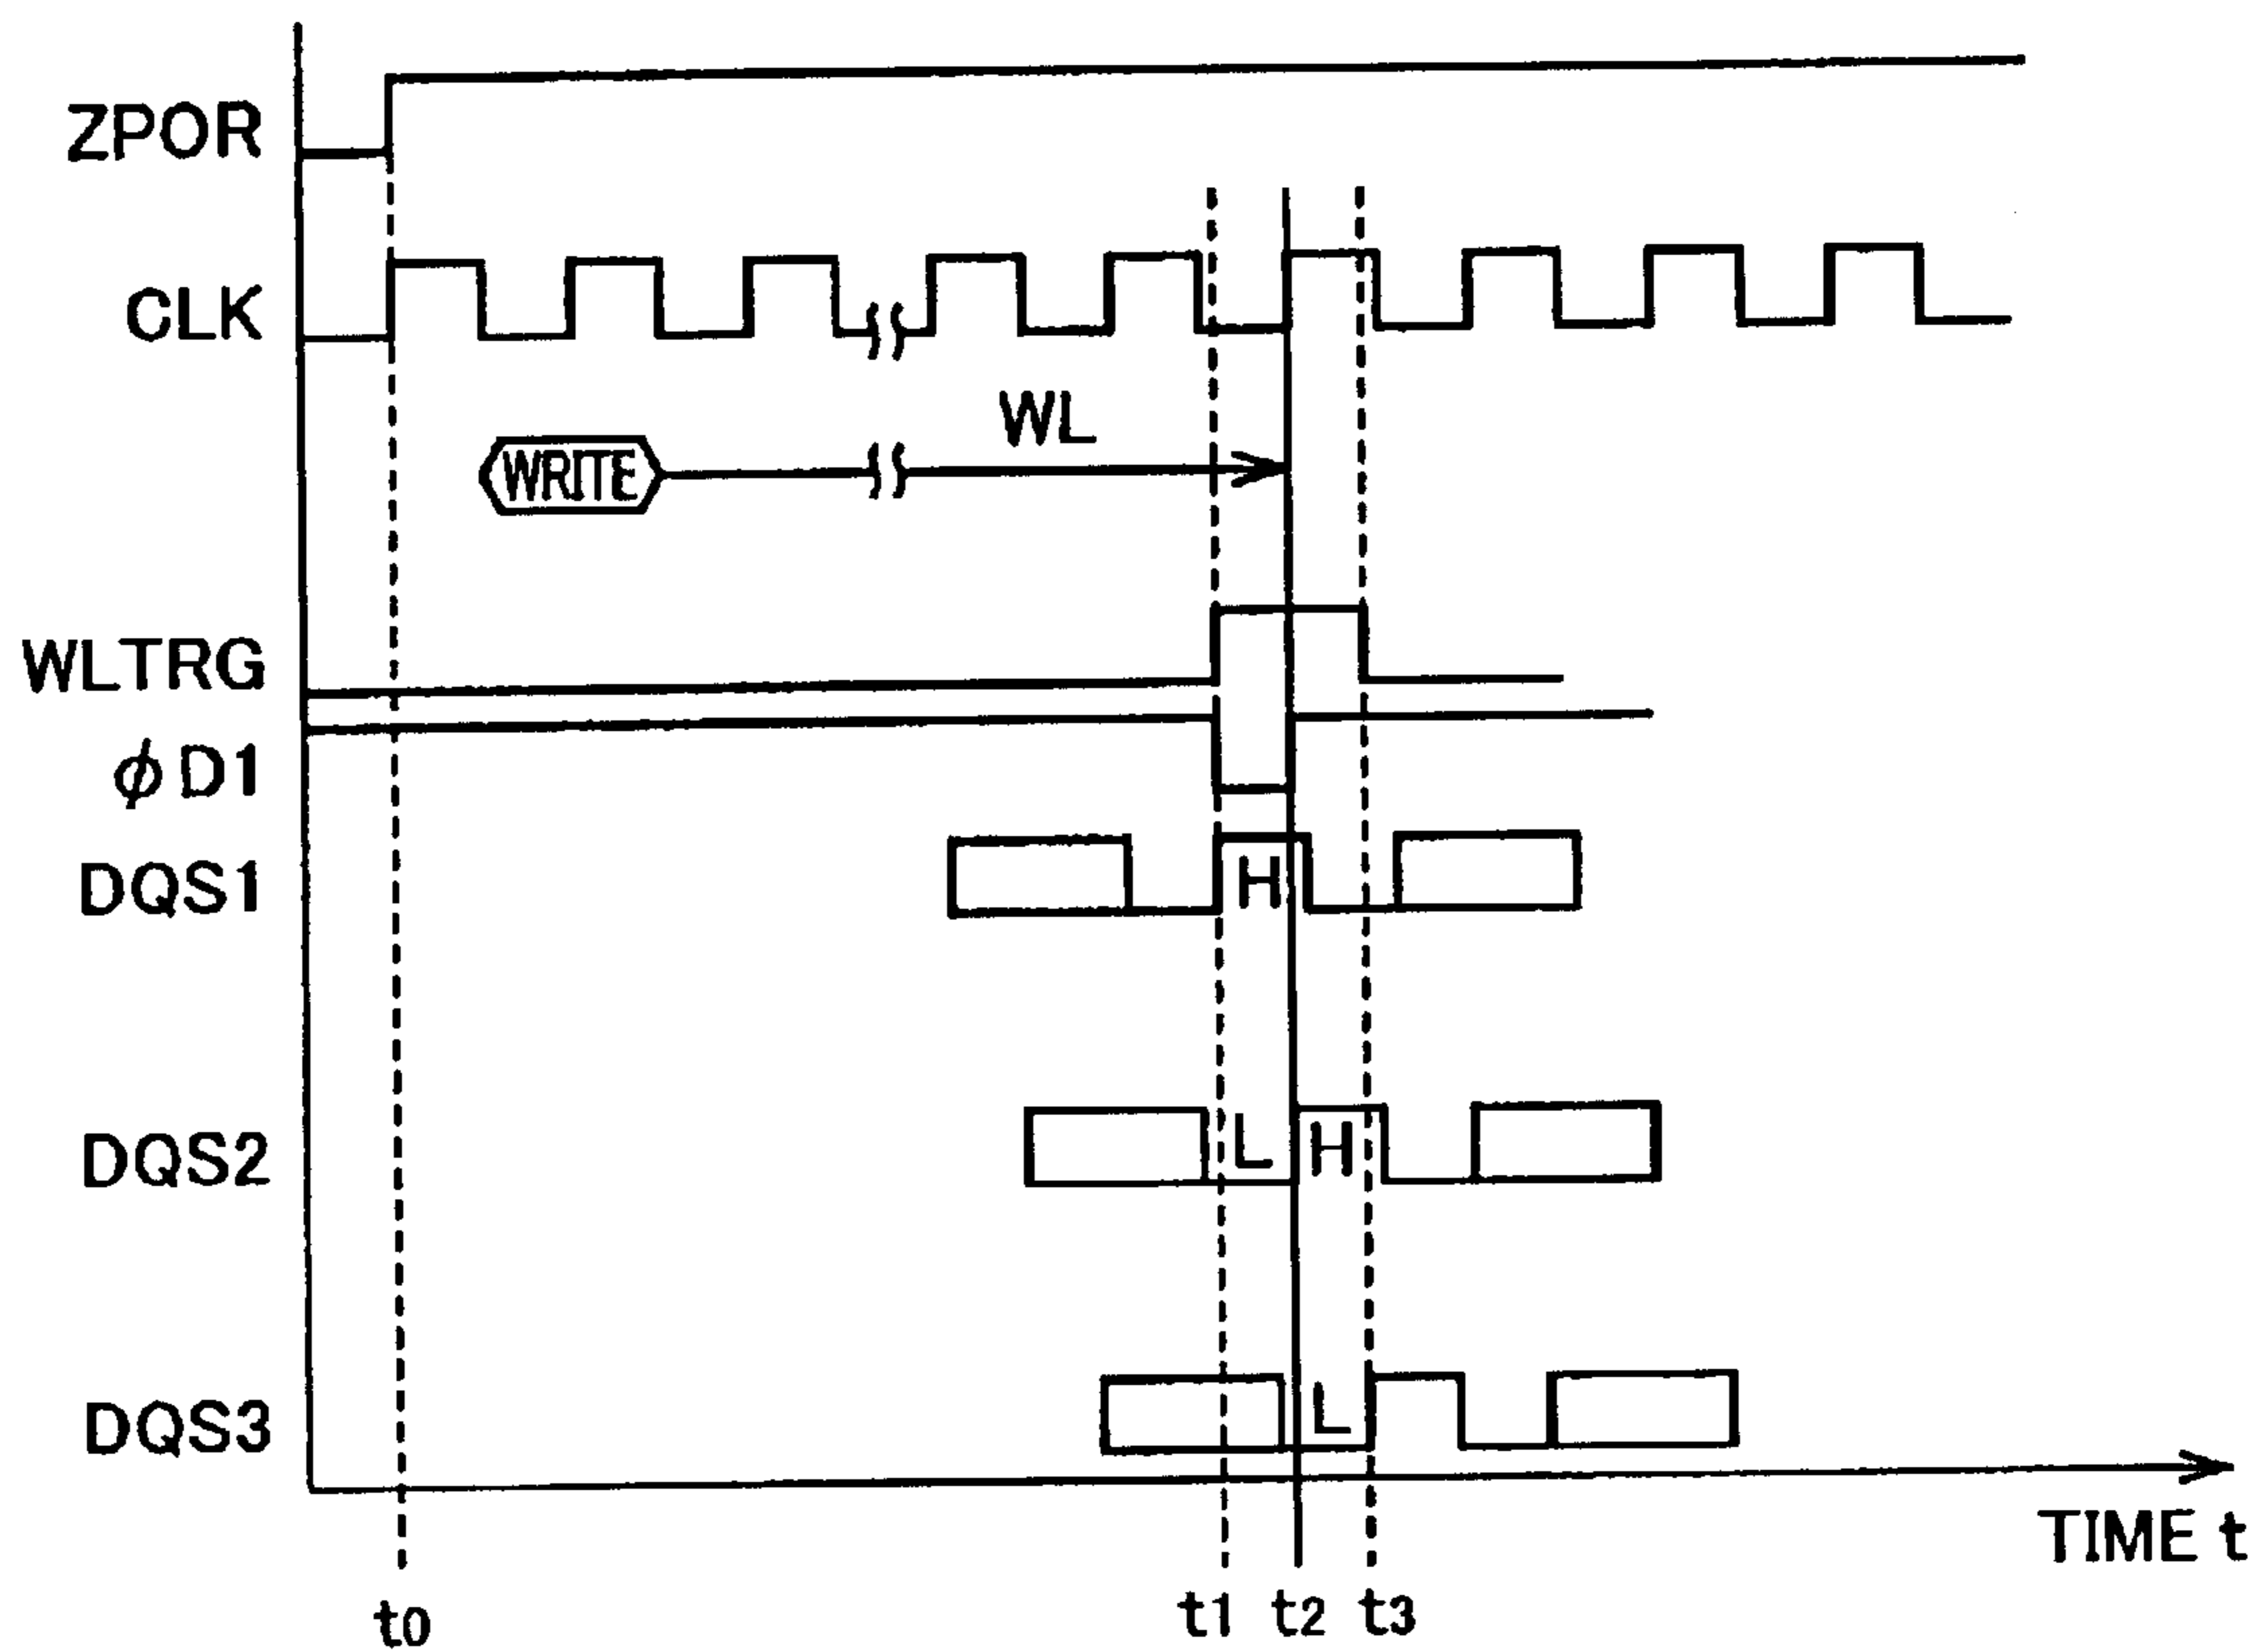 ZPOR
CLK
WL
WRITE
WLTRG
φD1
DQS1
H
DQS2
L H
DQS3
L
TIME t
t0 t1 t2 t3